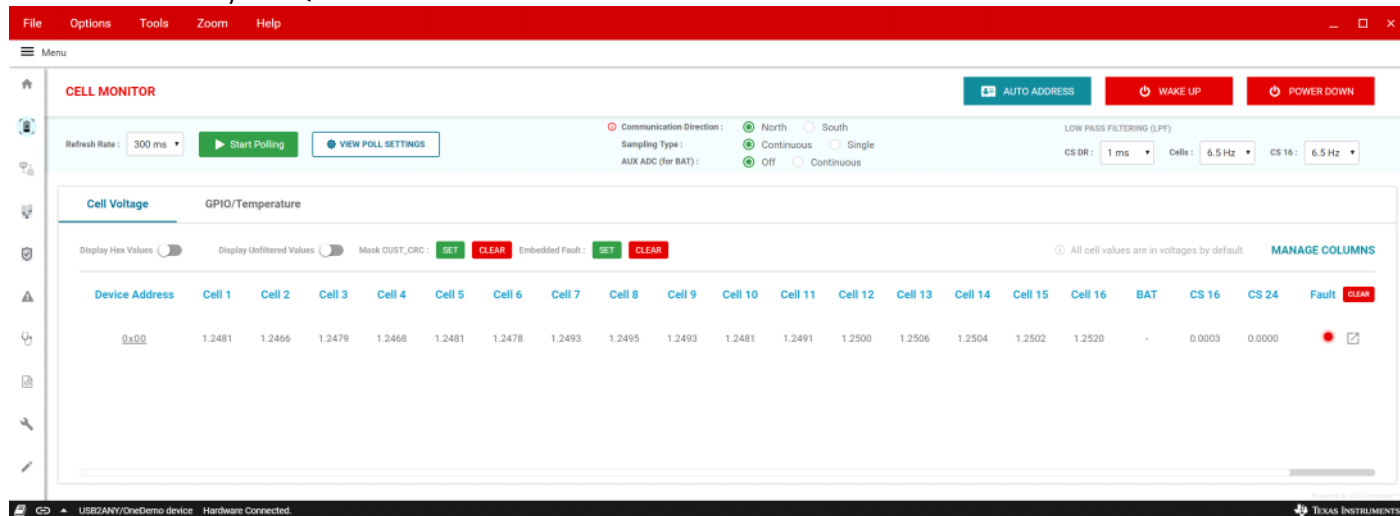 File Options Tools Zoom Help
Menu
CELL MONITOR AUTO ADDRESS WAKE UP POWER DOWN
Communication Direction : North South LOW PASS FILTERING (LPF)
Refresh Rate : 300 ms Start Polling VIEW POLL SETTINGS Sampling Type : Continuous Single CS DR : 1 ms Cells : 6.5 Hz CS 16 : 6.5 Hz
AUX ADC (for BAT) : Off Continuous
Cell Voltage GPIO/Temperature
Display Hex Values Display Unfiltered Values Mask CUST_CRC : SET CLEAR Embedded Fault : SET CLEAR All cell values are in voltages by default MANAGE COLUMNS
Device Address Cell 1 Cell 2 Cell 3 Cell 4 Cell 5 Cell 6 Cell 7 Cell 8 Cell 9 Cell 10 Cell 11 Cell 12 Cell 13 Cell 14 Cell 15 Cell 16 BAT CS 16 CS 24 Fault CLEAR
0x00 1.2481 1.2466 1.2479 1.2468 1.2481 1.2478 1.2493 1.2495 1.2493 1.2481 1.2491 1.2500 1.2506 1.2504 1.2502 1.2520 - 0.0003 0.0000
USB2ANY/OneDemo device Hardware Connected. TEXAS INSTRUMENTS